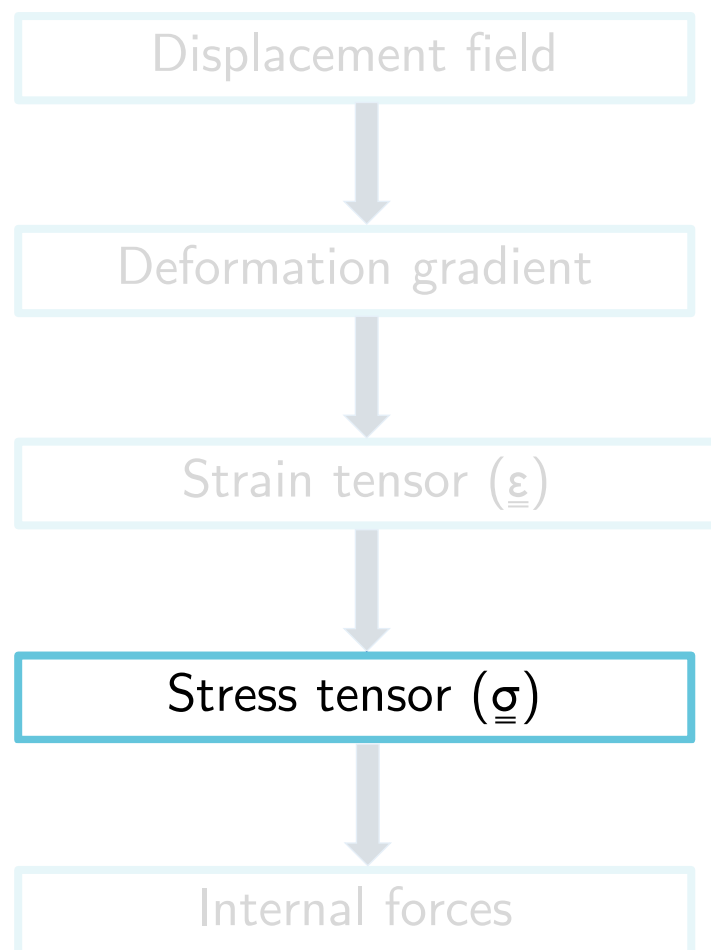 Displacement field
Deformation gradient
Strain tensor (ε)
Stress tensor (σ)
Internal forces